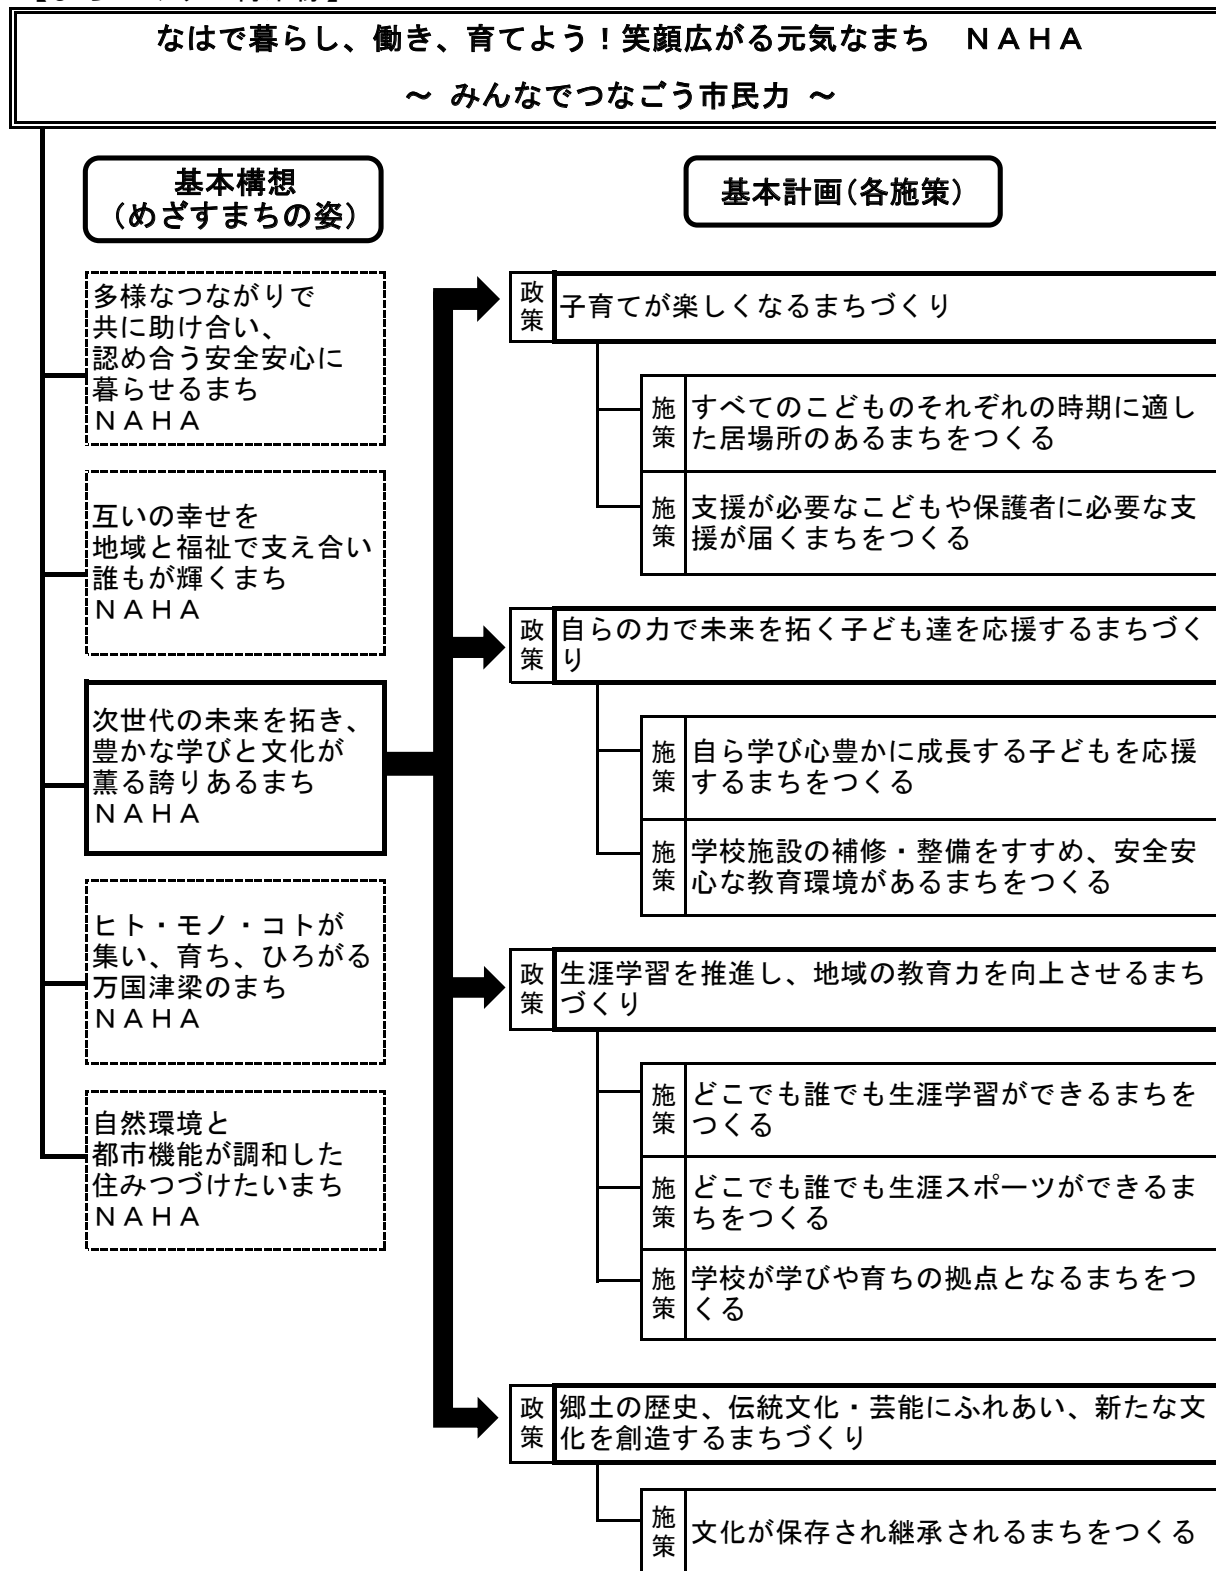 なはで暮らし、働き、育てよう！笑顔広がる元気なまち　ＮＡＨＡ
～ みんなでつなごう市民力 ～
基本構想
（めざすまちの姿）
基本計画（各施策）
多様なつながりで
共に助け合い、
認め合う安全安心に
暮らせるまち
ＮＡＨＡ
互いの幸せを
地域と福祉で支え合い
誰もが輝くまち
ＮＡＨＡ
次世代の未来を拓き、
豊かな学びと文化が
薫る誇りあるまち
ＮＡＨＡ
ヒト・モノ・コトが
集い、育ち、ひろがる
万国津梁のまち
ＮＡＨＡ
自然環境と
都市機能が調和した
住みつづけたいまち
ＮＡＨＡ
政策
子育てが楽しくなるまちづくり
施策
すべてのこどものそれぞれの時期に適し
た居場所のあるまちをつくる
施策
支援が必要なこどもや保護者に必要な支
援が届くまちをつくる
政策
自らの力で未来を拓く子ども達を応援するまちづく
り
施策
自ら学び心豊かに成長する子どもを応援
するまちをつくる
施策
学校施設の補修・整備をすすめ、安全安
心な教育環境があるまちをつくる
政策
生涯学習を推進し、地域の教育力を向上させるまち
づくり
施策
どこでも誰でも生涯学習ができるまちを
つくる
施策
どこでも誰でも生涯スポーツができるま
ちをつくる
施策
学校が学びや育ちの拠点となるまちをつ
くる
政策
郷土の歴史、伝統文化・芸能にふれあい、新たな文
化を創造するまちづくり
施策
文化が保存され継承されるまちをつくる